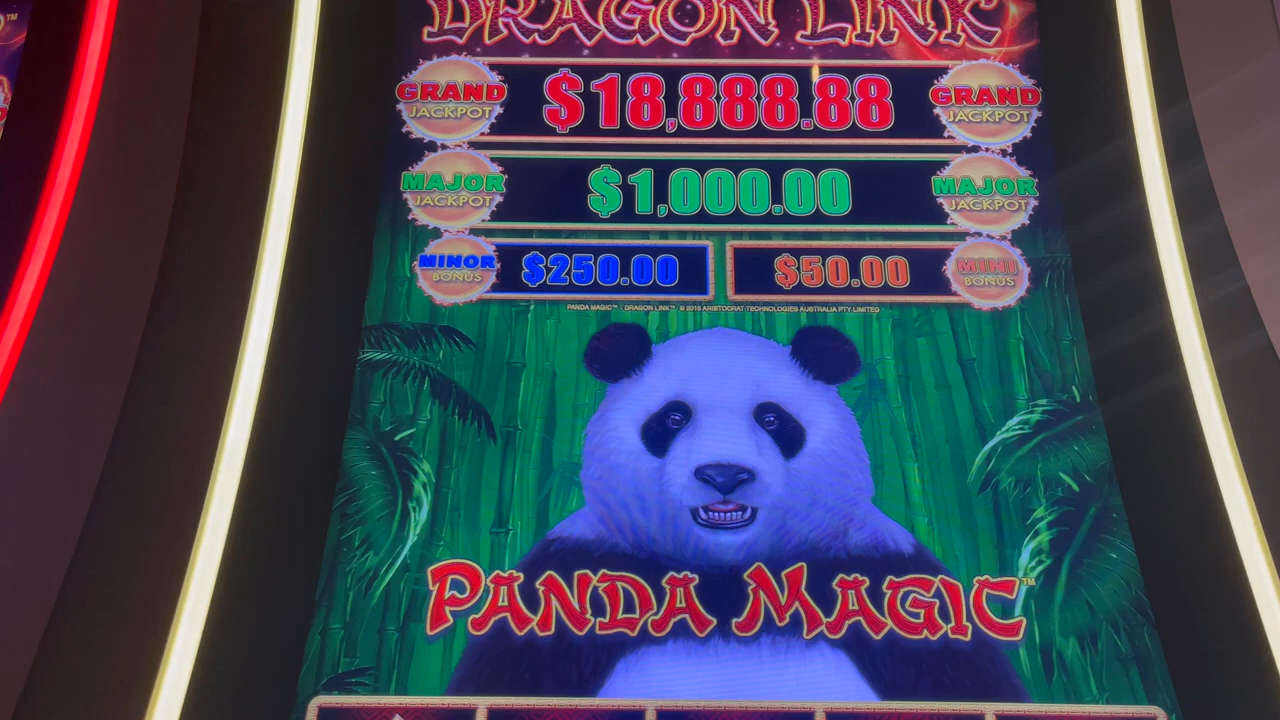 DRAGON LINK
GRAND JACKPOT
$18,888.88
GRAND JACKPOT
MAJOR JACKPOT
$1,000.00
MAJOR JACKPOT
MINOR BONUS
$250.00
$50.00
MINI BONUS
PANDA MAGIC™ - DRAGON LINK™ © 2016 ARISTOCRAT TECHNOLOGIES AUSTRALIA PTY LIMITED
PANDA MAGIC™